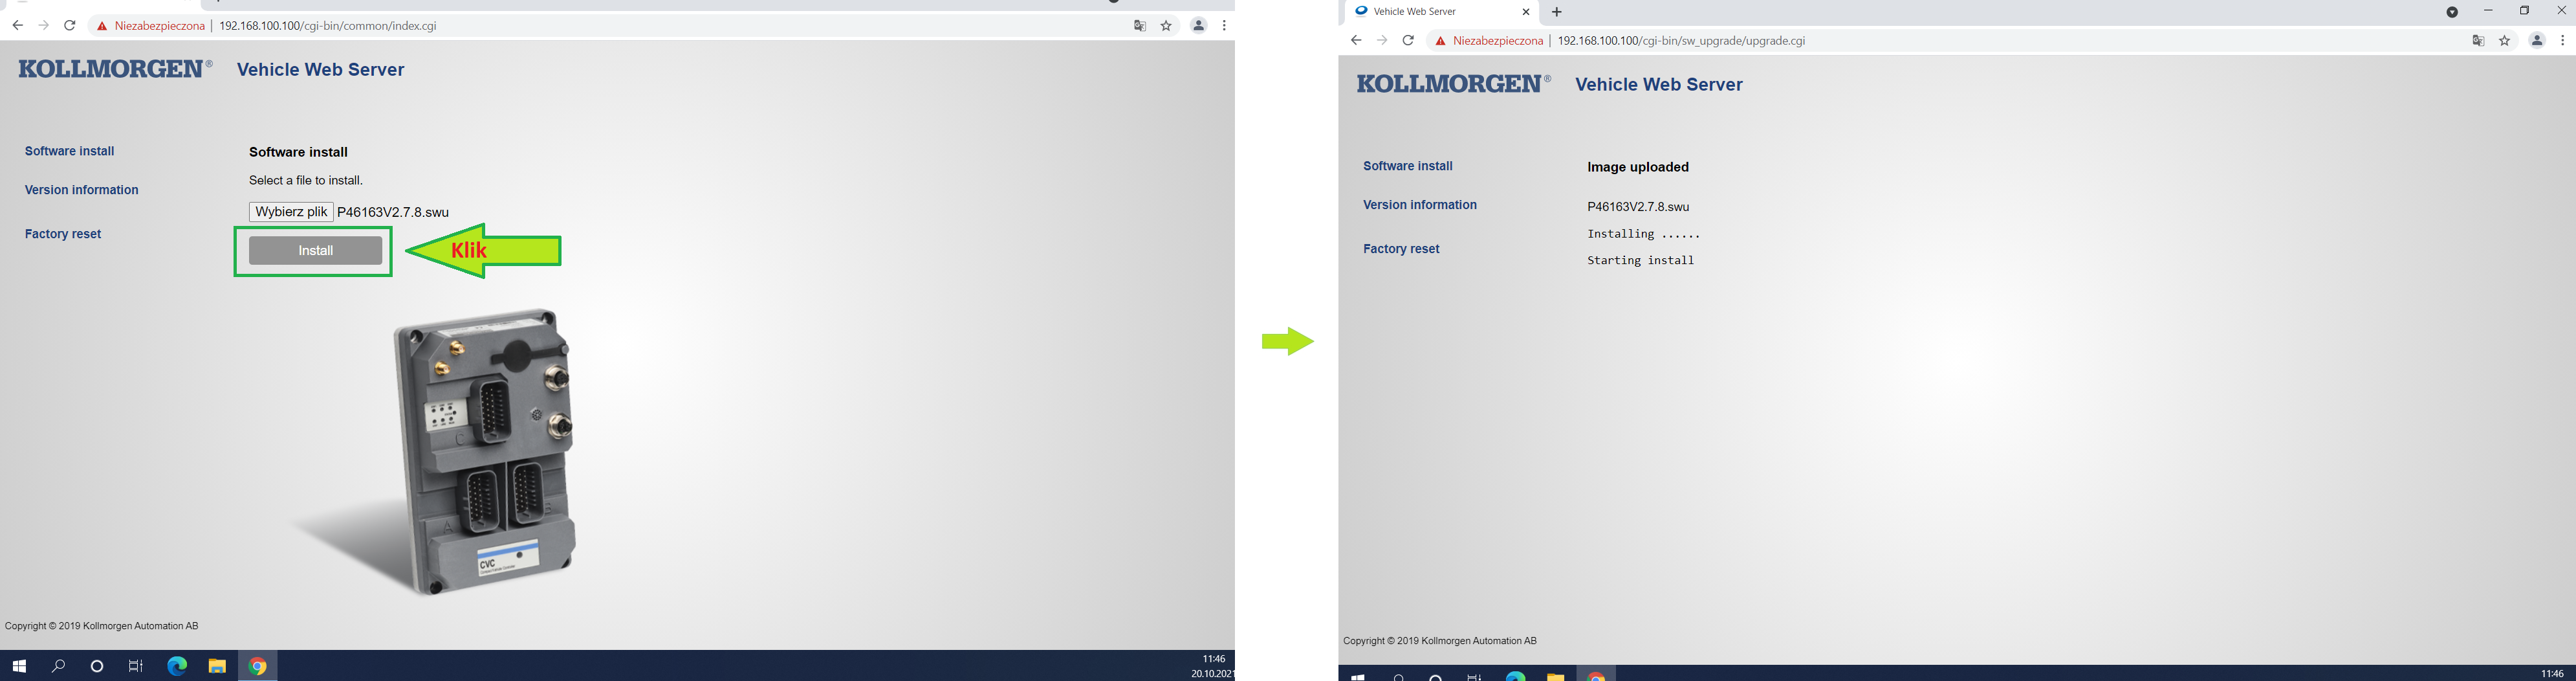 Niezabezpieczona | 192.168.100.100/cgi-bin/common/index.cgi
KOLLMORGEN® Vehicle Web Server
Software install
Version information
Factory reset
Software install
Select a file to install.
Wybierz plik P46163V2.7.8.swu
Install
Klik
C
A
CVC
Copyright © 2019 Kollmorgen Automation AB
11:46
20.10.2021
Vehicle Web Server
Niezabezpieczona | 192.168.100.100/cgi-bin/sw_upgrade/upgrade.cgi
KOLLMORGEN® Vehicle Web Server
Software install
Version information
Factory reset
Image uploaded
P46163V2.7.8.swu
Installing ......
Starting install
Copyright © 2019 Kollmorgen Automation AB
11:46